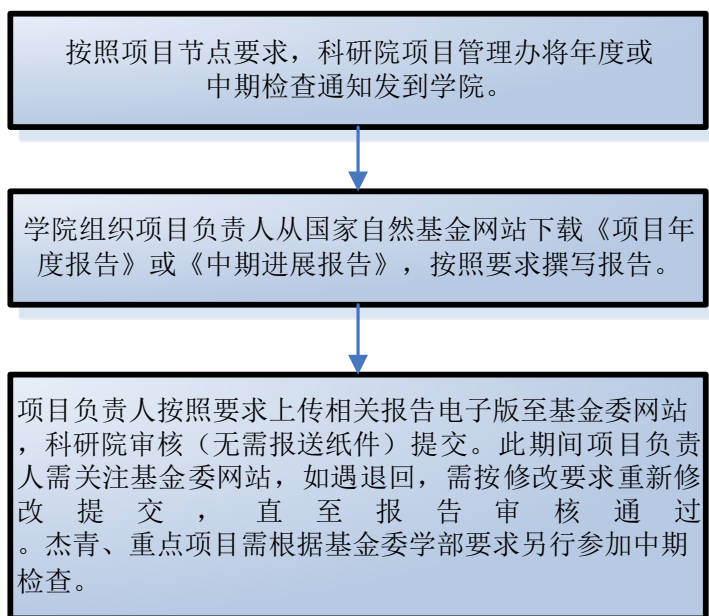 按照项目节点要求，科研院项目管理办将年度或
中期检查通知发到学院。
学院组织项目负责人从国家自然基金网站下载《项目年
度报告》或《中期进展报告》，按照要求撰写报告。
项目负责人按照要求上传相关报告电子版至基金委网站
，科研院审核（无需报送纸件）提交。此期间项目负责
人需关注基金委网站，如遇退回，需按修改要求重新修
改提交，直至报告审核通过
。杰青、重点项目需根据基金委学部要求另行参加中期
检查。